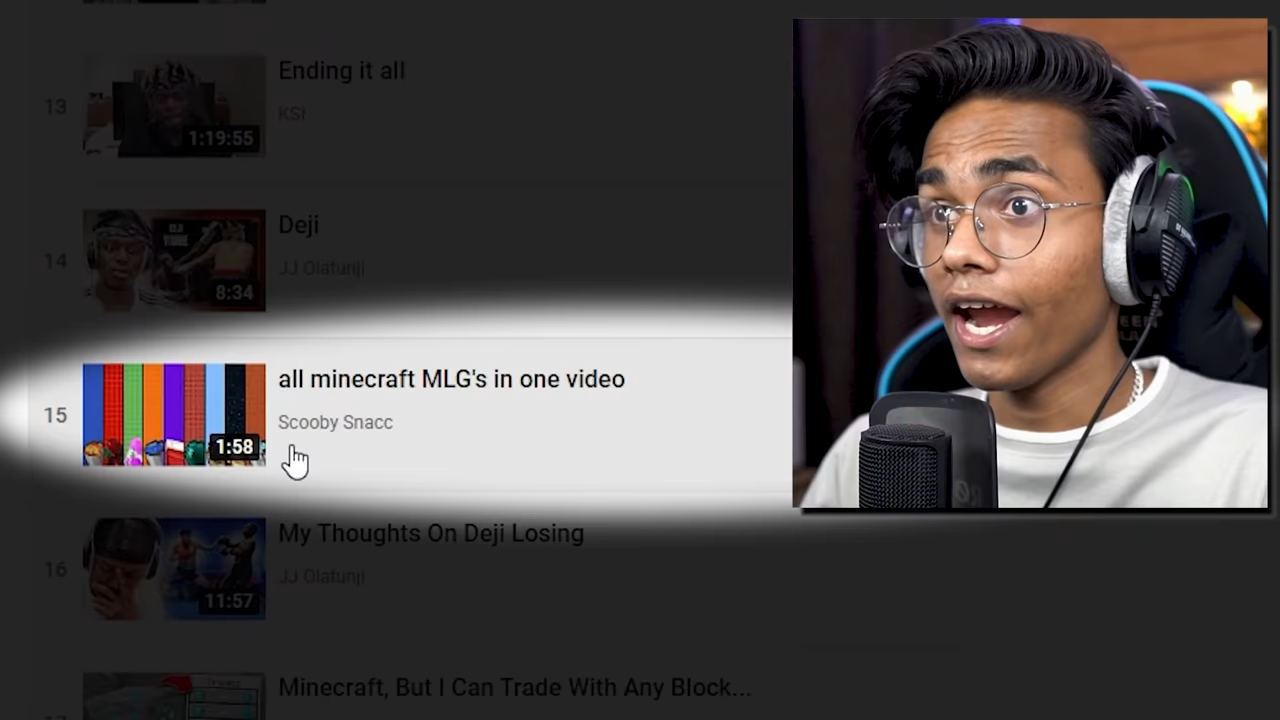 13
Ending it all
KSI
1:19:55
14
Deji
JJ Olatunji
8:34
15
all minecraft MLG's in one video
Scooby Snacc
1:58
16
My Thoughts On Deji Losing
JJ Olatunji
11:57
Minecraft, But I Can Trade With Any Block...